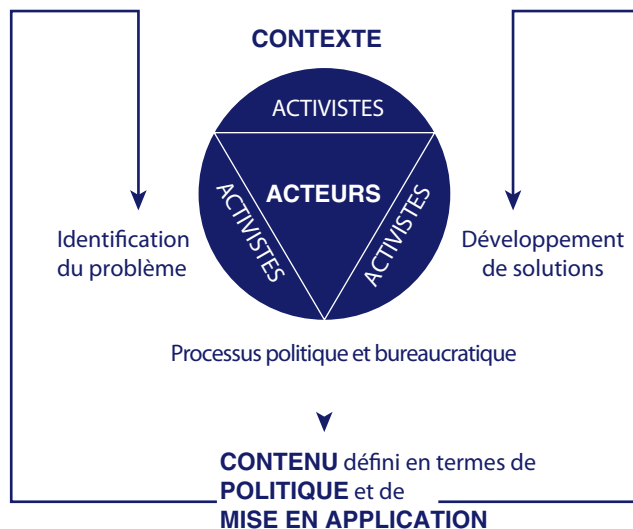 CONTEXTE
ACTIVISTES
ACTIVISTES
ACTEURS
ACTIVISTES
Identification
du problème
Développement
de solutions
Processus politique et bureaucratique
CONTENU défini en termes de
POLITIQUE et de
MISE EN APPLICATION